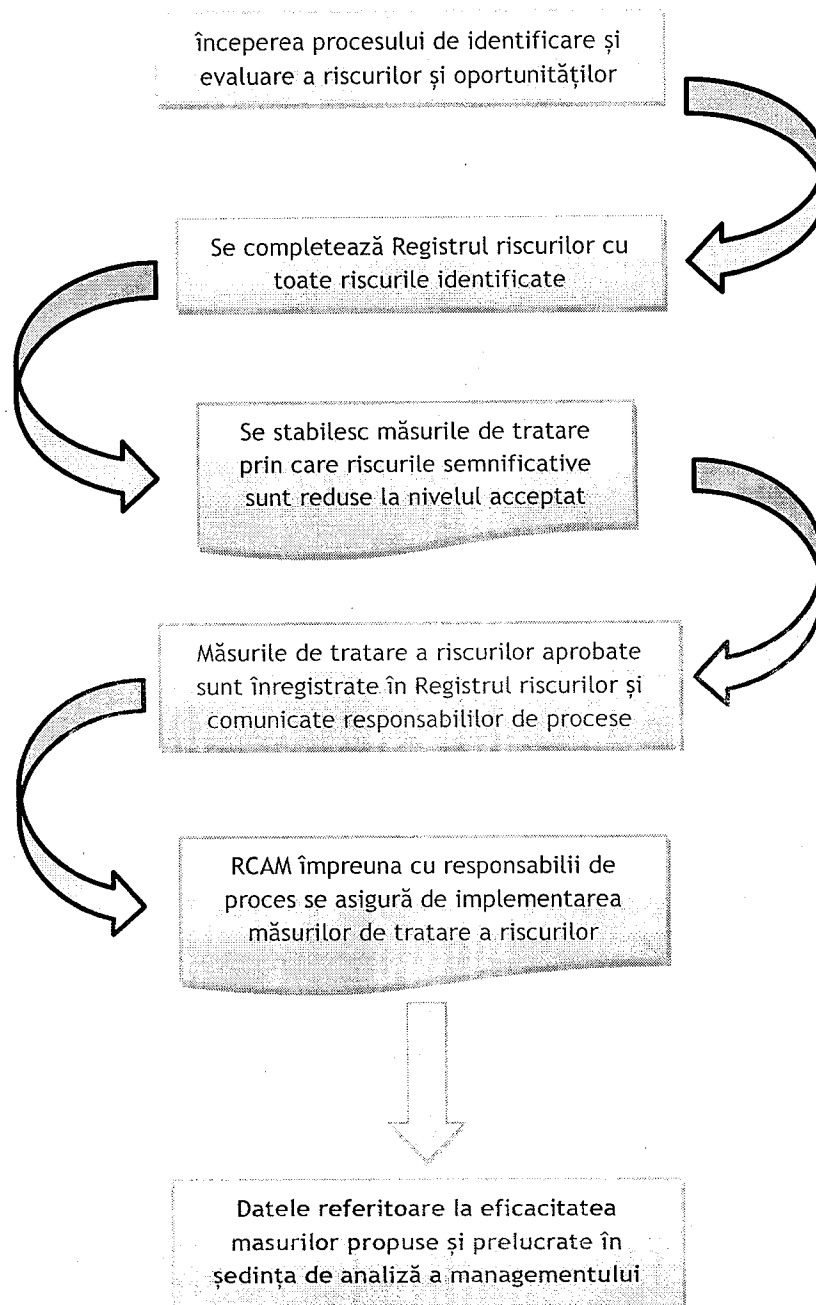 începerea procesului de identificare și
evaluare a riscurilor și oportunităților
Se completează Registrul riscurilor cu
toate riscurile identificate
Se stabilesc măsurile de tratare
prin care riscurile semnificative
sunt reduse la nivelul acceptat
Măsurile de tratare a riscurilor aprobate
sunt înregistrate în Registrul riscurilor și
comunicate responsabililor de procese
RCAM împreuna cu responsabilii de
proces se asigură de implementarea
măsurilor de tratare a riscurilor
Datele referitoare la eficacitatea
masurilor propuse și prelucrate în
ședința de analiză a managementului